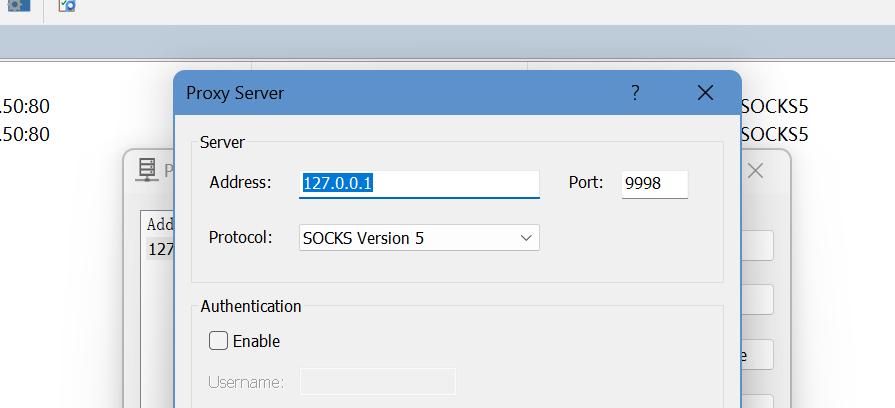 Proxy Server ?
.50:80 SOCKS5
.50:80 SOCKS5
Server
Address: 127.0.0.1 Port: 9998
Protocol: SOCKS Version 5
Authentication
Enable
Username:
P
Add
127
e